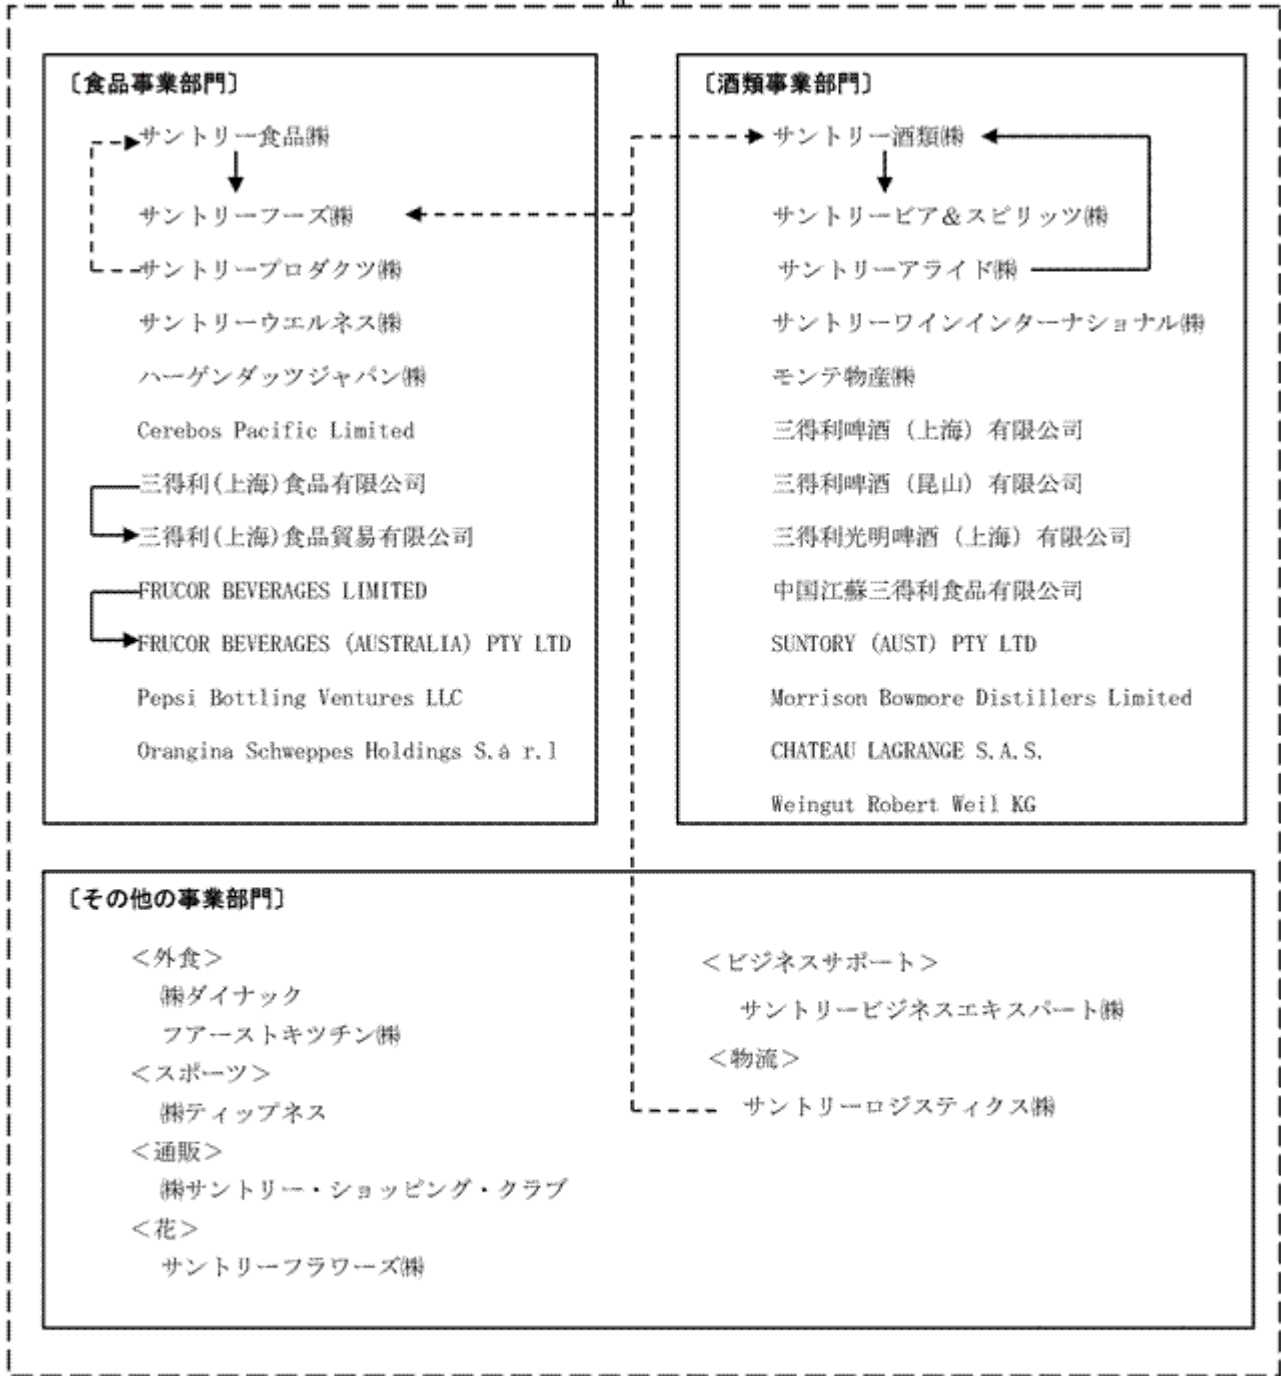 〔食品事業部門〕
サントリー食品㈱
サントリーフーズ㈱
サントリープロダクツ㈱
サントリーウエルネス㈱
ハーゲンダッツジャパン㈱
Cerebos Pacific Limited
三得利(上海)食品有限公司
三得利(上海)食品貿易有限公司
FRUCOR BEVERAGES LIMITED
FRUCOR BEVERAGES (AUSTRALIA) PTY LTD
Pepsi Bottling Ventures LLC
Orangina Schweppes Holdings S.à r.l
〔酒類事業部門〕
サントリー酒類㈱
サントリービア＆スピリッツ㈱
サントリーアライド㈱
サントリーワインインターナショナル㈱
モンテ物産㈱
三得利啤酒（上海）有限公司
三得利啤酒（昆山）有限公司
三得利光明啤酒（上海）有限公司
中国江蘇三得利食品有限公司
SUNTORY (AUST) PTY LTD
Morrison Bowmore Distillers Limited
CHATEAU LAGRANGE S.A.S.
Weingut Robert Weil KG
〔その他の事業部門〕
＜外食＞
㈱ダイナック
フアーストキツチン㈱
＜スポーツ＞
㈱ティップネス
＜通販＞
㈱サントリー・ショッピング・クラブ
＜花＞
サントリーフラワーズ㈱
＜ビジネスサポート＞
サントリービジネスエキスパート㈱
＜物流＞
サントリーロジスティクス㈱